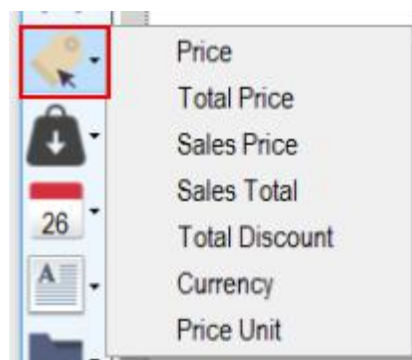 Price
Total Price
Sales Price
Sales Total
26
Total Discount
A
Currency
Price Unit